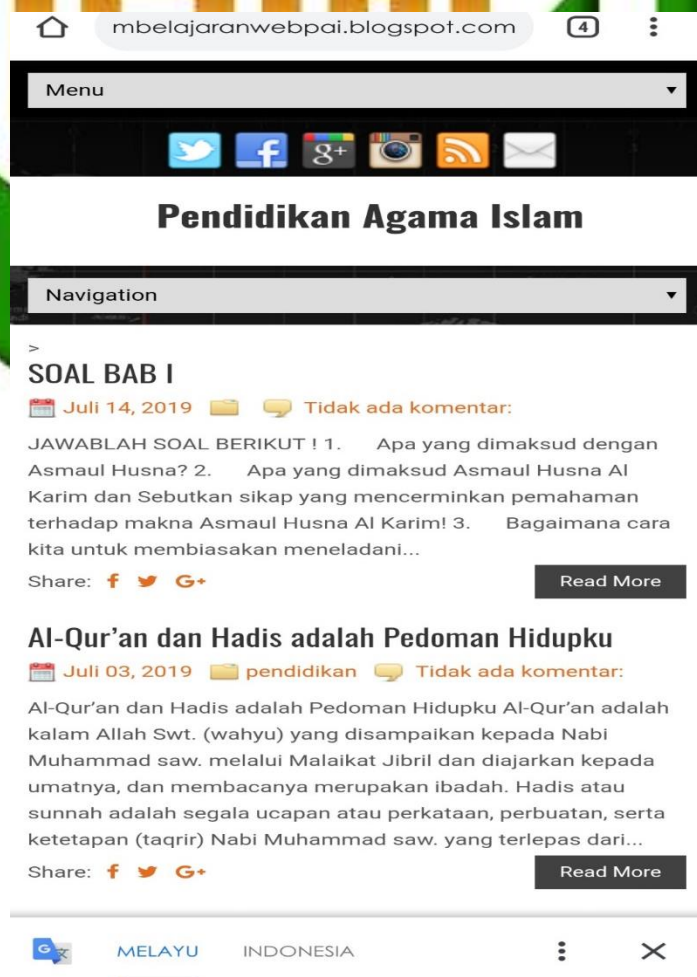 mbelajaranwebpai.blogspot.com
4
Menu
8+
Pendidikan Agama Islam
Navigation
>
SOAL BAB I
Juli 14, 2019 Tidak ada komentar:
JAWABLAH SOAL BERIKUT ! 1. Apa yang dimaksud dengan
Asmaul Husna? 2. Apa yang dimaksud Asmaul Husna Al
Karim dan Sebutkan sikap yang mencerminkan pemahaman
terhadap makna Asmaul Husna Al Karim! 3. Bagaimana cara
kita untuk membiasakan meneladani...
Share: f G+
Read More
Al-Qur’an dan Hadis adalah Pedoman Hidupku
Juli 03, 2019 pendidikan Tidak ada komentar:
Al-Qur’an dan Hadis adalah Pedoman Hidupku Al-Qur’an adalah
kalam Allah Swt. (wahyu) yang disampaikan kepada Nabi
Muhammad saw. melalui Malaikat Jibril dan diajarkan kepada
umatnya, dan membacanya merupakan ibadah. Hadis atau
sunnah adalah segala ucapan atau perkataan, perbuatan, serta
ketetapan (taqrir) Nabi Muhammad saw. yang terlepas dari...
Share: f G+
Read More
MELAYU INDONESIA